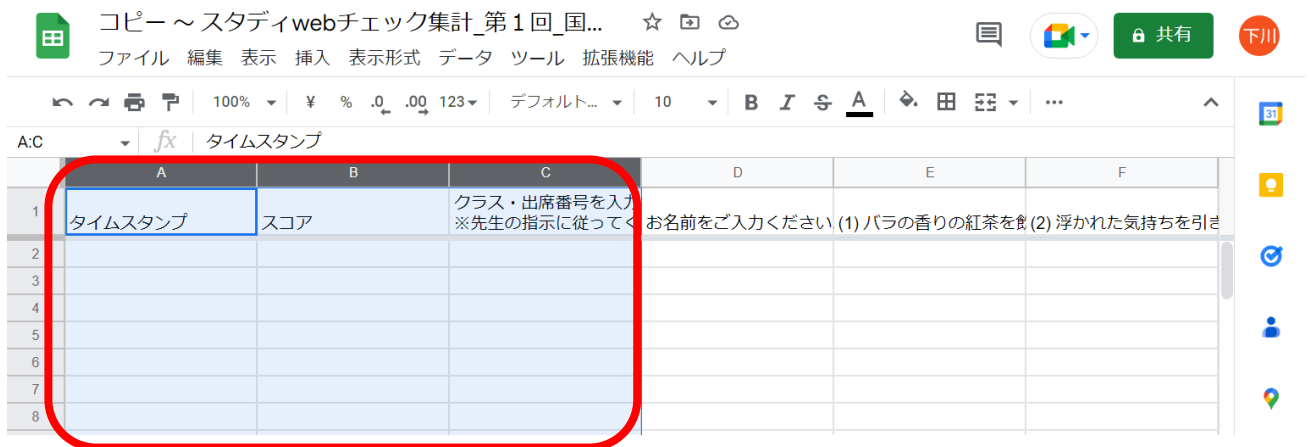 コピー ～ スタディwebチェック集計_第１回_国...
ファイル 編集 表示 挿入 表示形式 データ ツール 拡張機能 ヘルプ
共有
下川
100% ¥ % .0 .00 123 デフォルト... 10 B I S A ...
31
A:C fx タイムスタンプ
A B C D E F
クラス・出席番号を入力
1 タイムスタンプ スコア ※先生の指示に従ってく お名前をご入力ください (1) バラの香りの紅茶を飲 (2) 浮かれた気持ちを引き
2
3
4
5
6
7
8